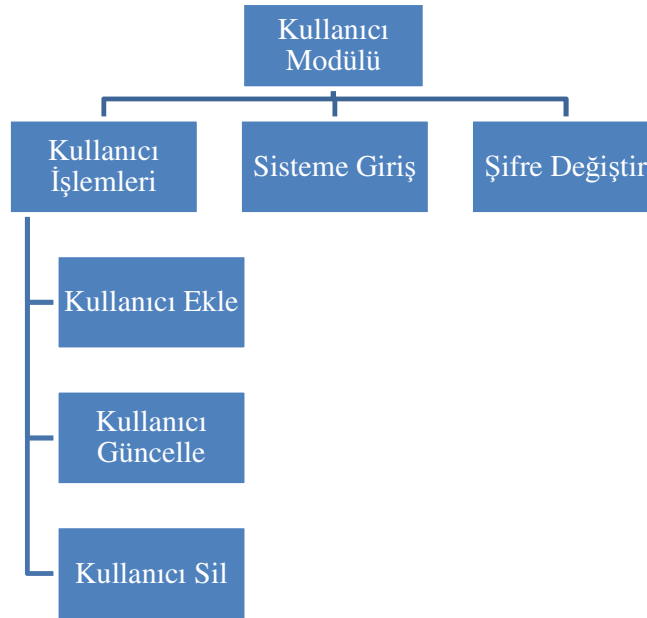 Kullanıcı
Modülü
Kullanıcı
İşlemleri
Sisteme Giriş
Şifre Değiştir
Kullanıcı Ekle
Kullanıcı
Güncelle
Kullanıcı Sil